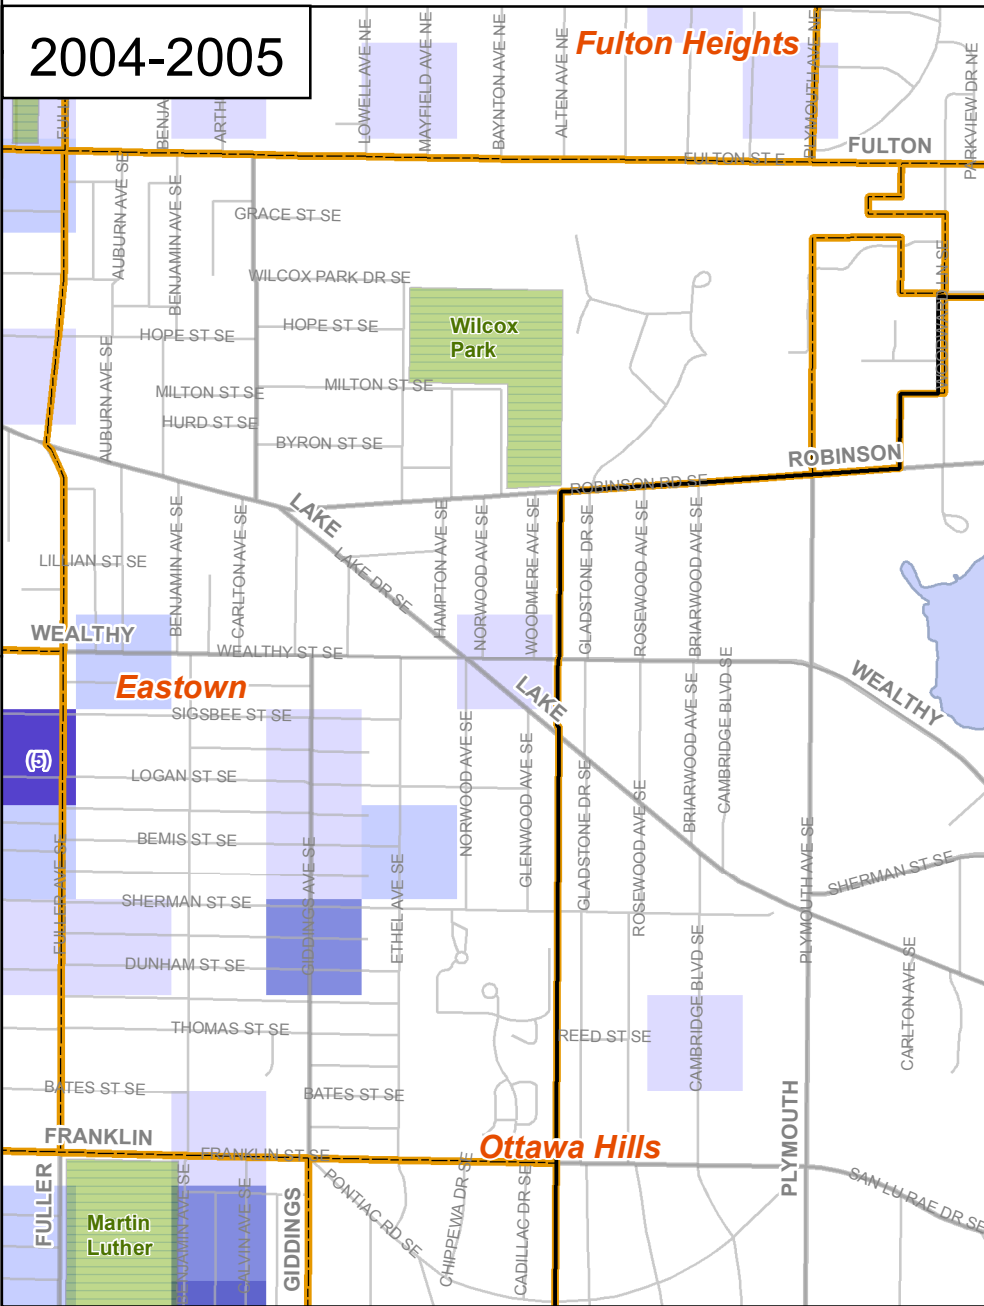 2004-2005
Fulton Heights
LOWELL AVE NE
MAYFIELD AVE NE
BAYNTON AVE NE
ALTEN AVE NE
PLYMOUTH AVE NE
PARKVIEW DR NE
FULTON
FULTON ST E
AUBURN AVE SE
BENJAMIN AVE SE
GRACE ST SE
WILCOX PARK DR SE
HOPE ST SE
HOPE ST SE
Wilcox
Park
AUBURN AVE SE
MILTON ST SE
MILTON ST SE
HURD ST SE
BYRON ST SE
ROBINSON
ROBINSON RD SE
LAKE
LAKE DR SE
LILLIAN ST SE
BENJAMIN AVE SE
CARLTON AVE SE
HAMPTON AVE SE
NORWOOD AVE SE
WOODMERE AVE SE
GLADSTONE DR SE
ROSEWOOD AVE SE
BRIARWOOD AVE SE
WEALTHY
WEALTHY ST SE
Eastown
LAKE
WEALTHY
SIGSBEE ST SE
(5)
LOGAN ST SE
NORWOOD AVE SE
GLENWOOD AVE SE
GLADSTONE DR SE
ROSEWOOD AVE SE
BRIARWOOD AVE SE
CAMBRIDGE BLVD SE
PLYMOUTH AVE SE
BEMIS ST SE
FULLER AVE SE
GIDDINGS AVE SE
ETHEL AVE SE
SHERMAN ST SE
SHERMAN ST SE
DUNHAM ST SE
THOMAS ST SE
REED ST SE
CAMBRIDGE BLVD SE
CARLTON AVE SE
BATES ST SE
BATES ST SE
PLYMOUTH
FRANKLIN
FRANKLIN ST SE
Ottawa Hills
FULLER
Martin
Luther
BENJAMIN AVE SE
CALVIN AVE SE
GIDDINGS
PONTIAC RD SE
CHIPPEWA DR SE
CADILLAC DR SE
SAN LU RAE DR SE